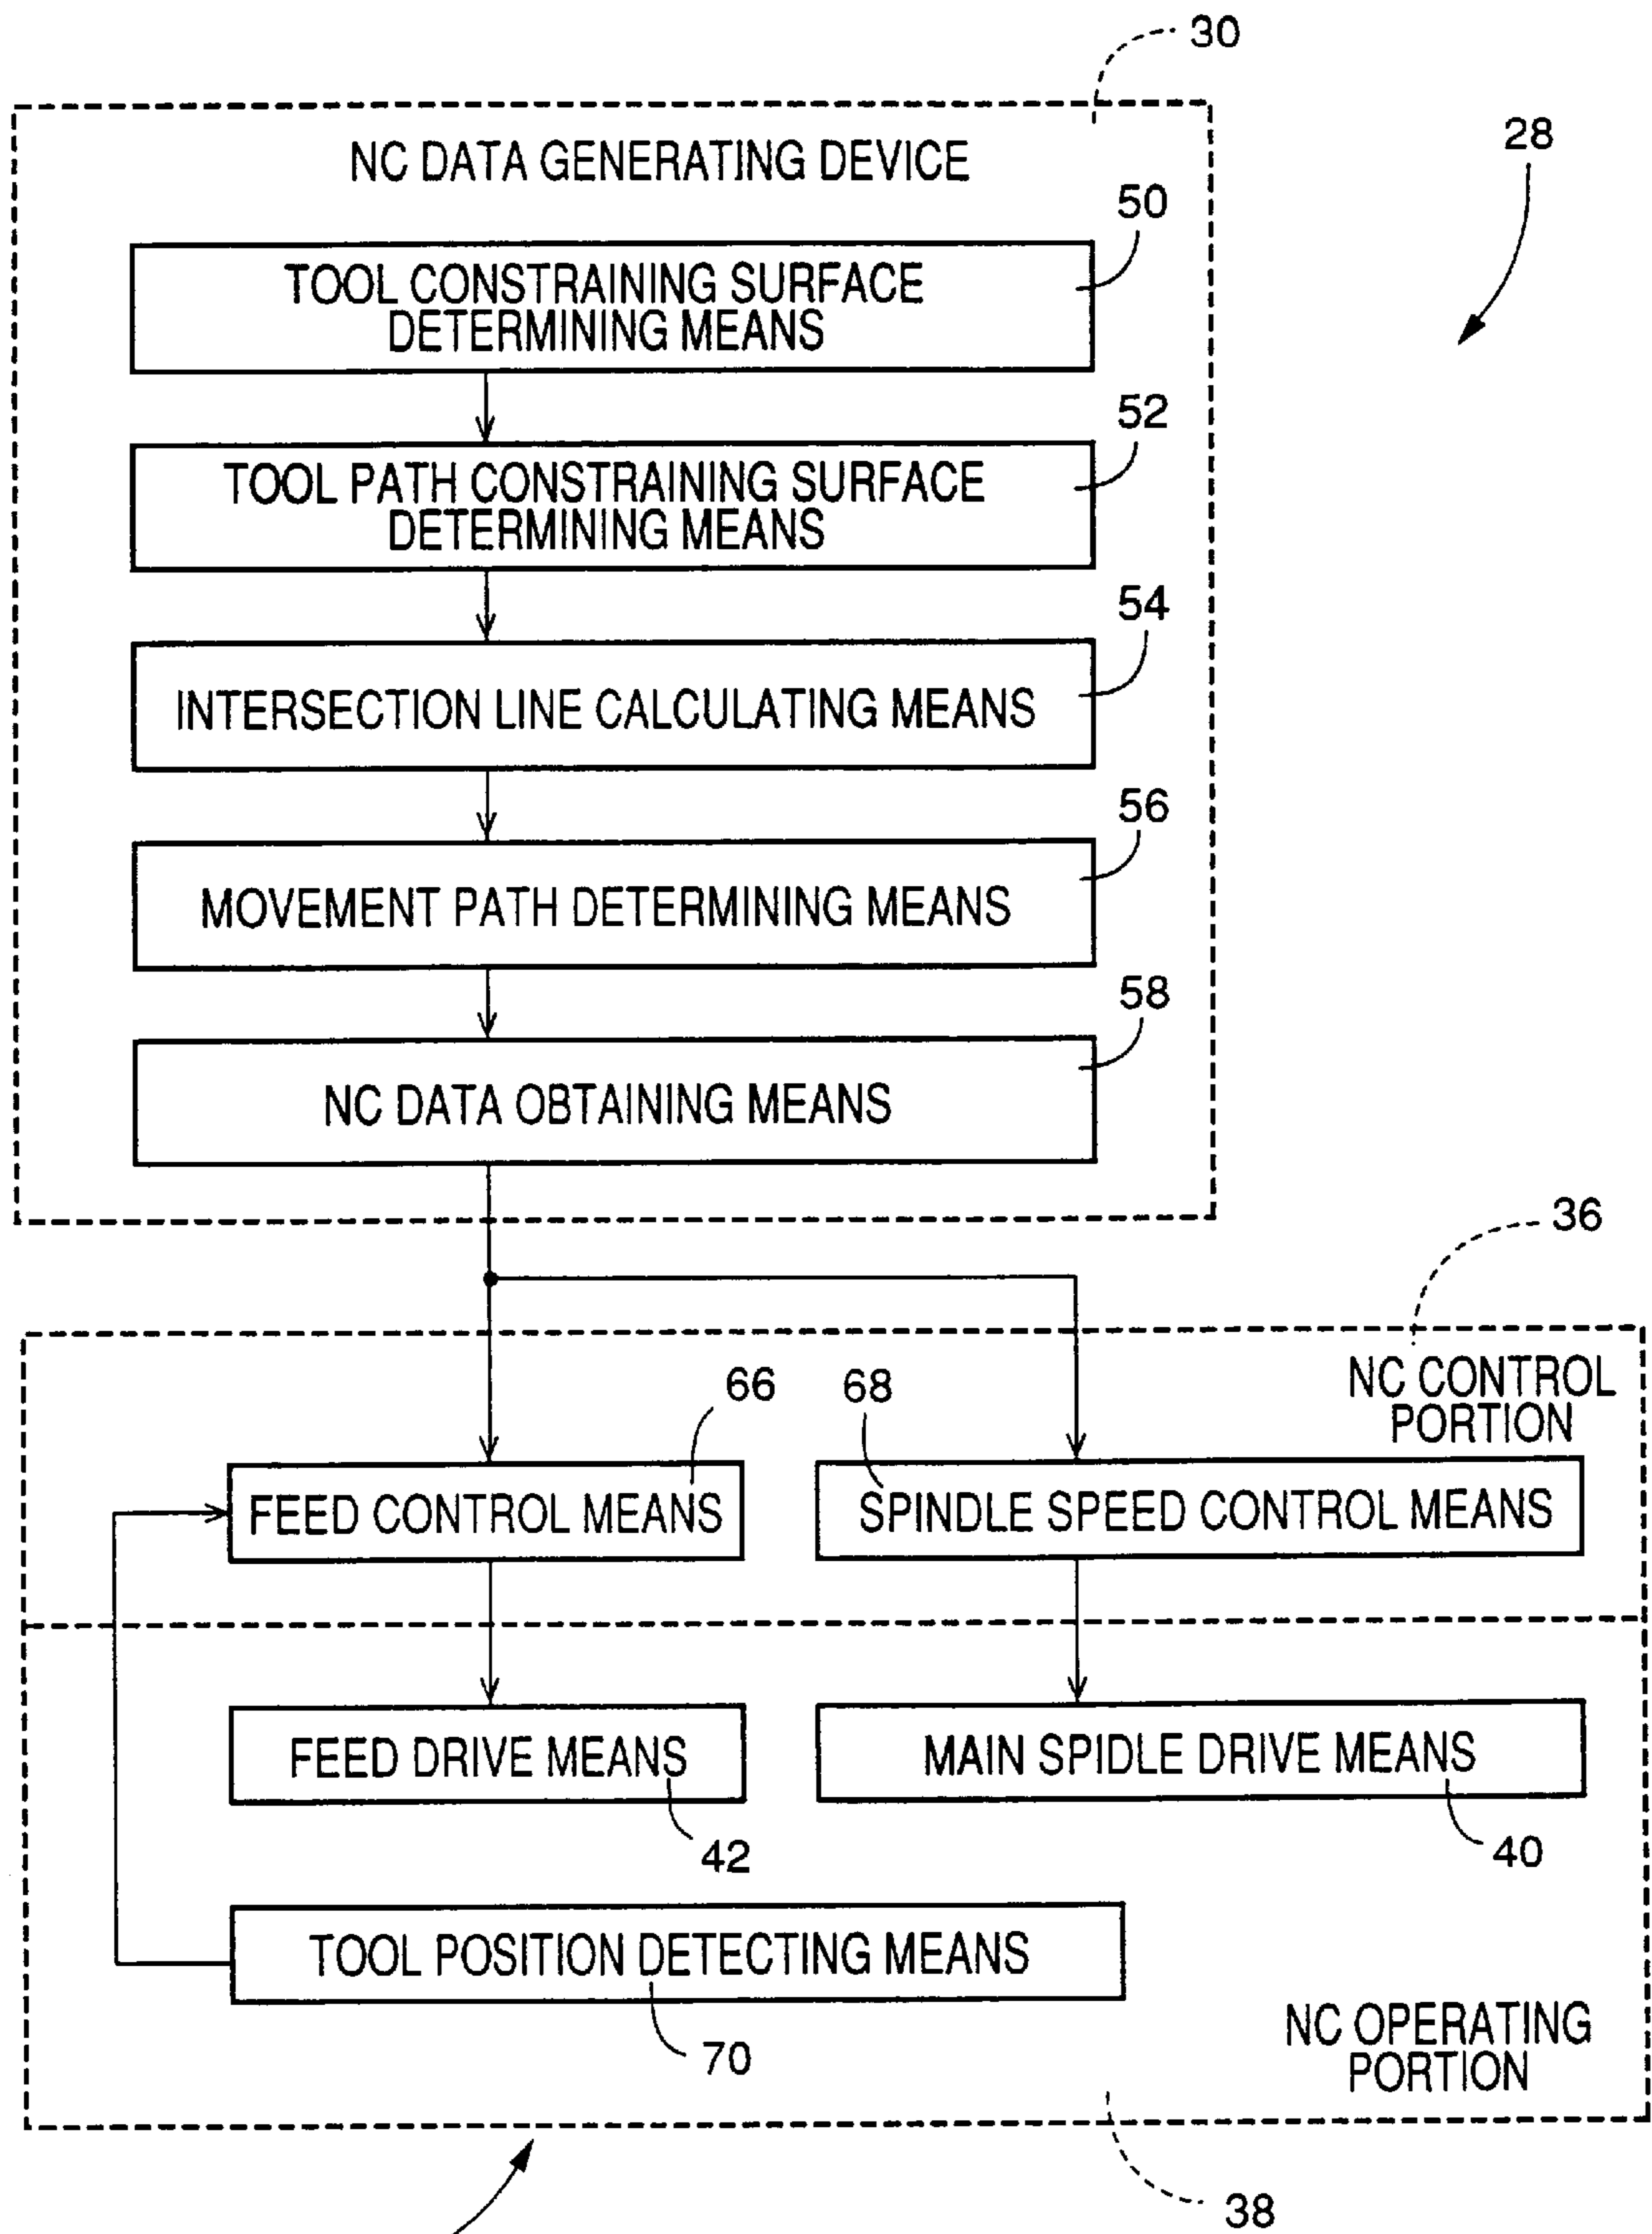 30
28
NC DATA GENERATING DEVICE
50
TOOL CONSTRAINING SURFACE
DETERMINING MEANS
52
TOOL PATH CONSTRAINING SURFACE
DETERMINING MEANS
54
INTERSECTION LINE CALCULATING MEANS
56
MOVEMENT PATH DETERMINING MEANS
58
NC DATA OBTAINING MEANS
36
NC CONTROL
PORTION
66
68
FEED CONTROL MEANS
SPINDLE SPEED CONTROL MEANS
FEED DRIVE MEANS
MAIN SPIDLE DRIVE MEANS
42
40
TOOL POSITION DETECTING MEANS
70
NC OPERATING
PORTION
38